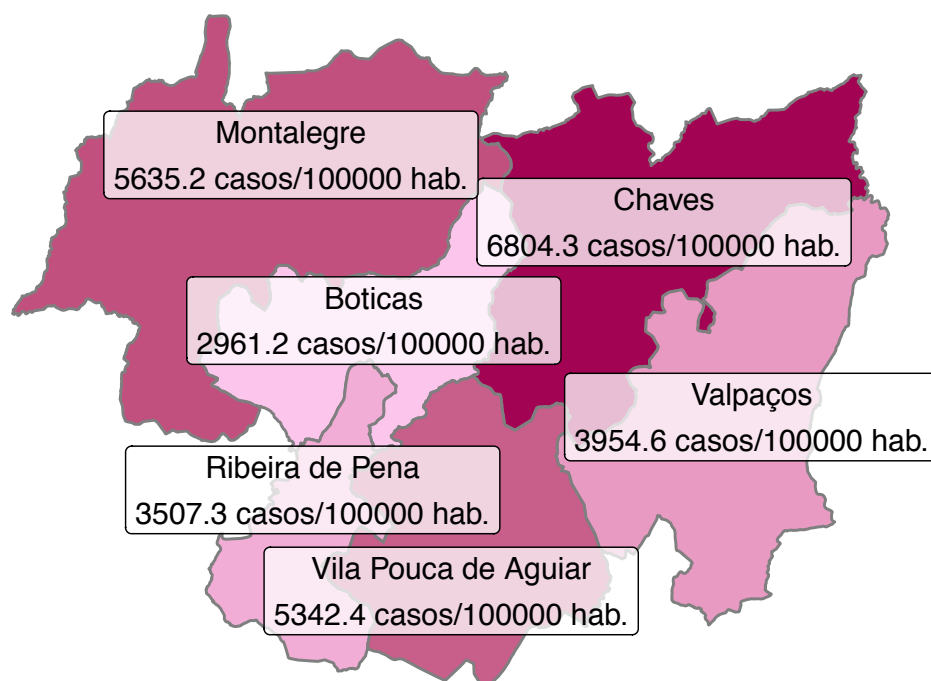 Montalegre
5635.2 casos/100000 hab.
Chaves
6804.3 casos/100000 hab.
Boticas
2961.2 casos/100000 hab.
Valpaços
3954.6 casos/100000 hab.
Ribeira de Pena
3507.3 casos/100000 hab.
Vila Pouca de Aguiar
5342.4 casos/100000 hab.